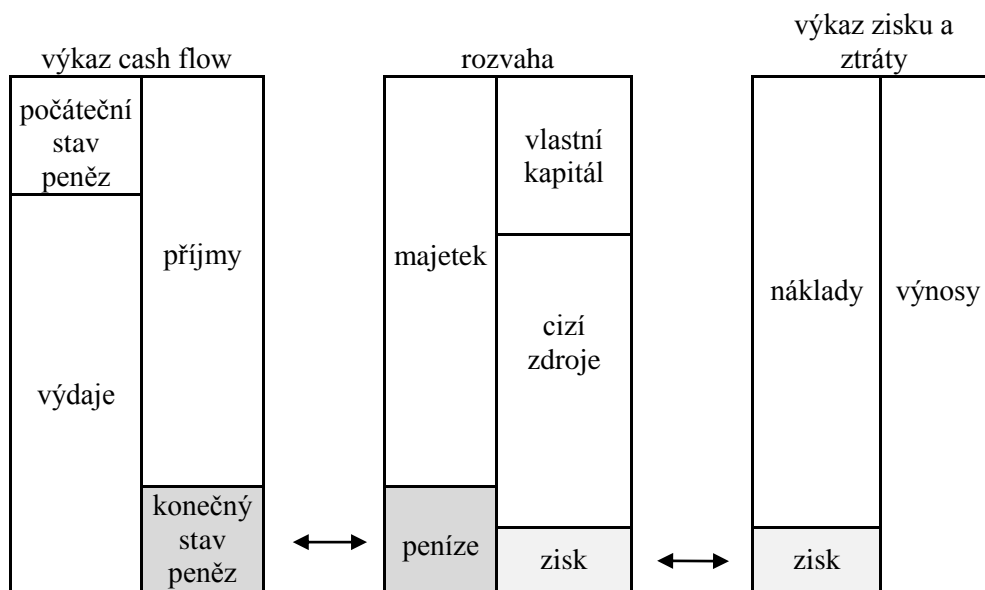 výkaz cash flow
počáteční
stav
peněz
výdaje
příjmy
konečný
stav
peněz
rozvaha
majetek
peníze
vlastní
kapitál
cizí
zdroje
zisk
výkaz zisku a
ztráty
náklady
zisk
výnosy